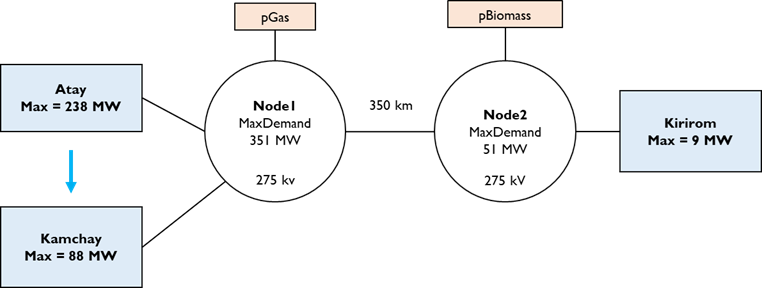 pGas
pBiomass
Atay
Max = 238 MW
Node1
MaxDemand
351 MW
275 kv
350 km
Node2
MaxDemand
51 MW
275 kV
Kirirom
Max = 9 MW
Kamchay
Max = 88 MW